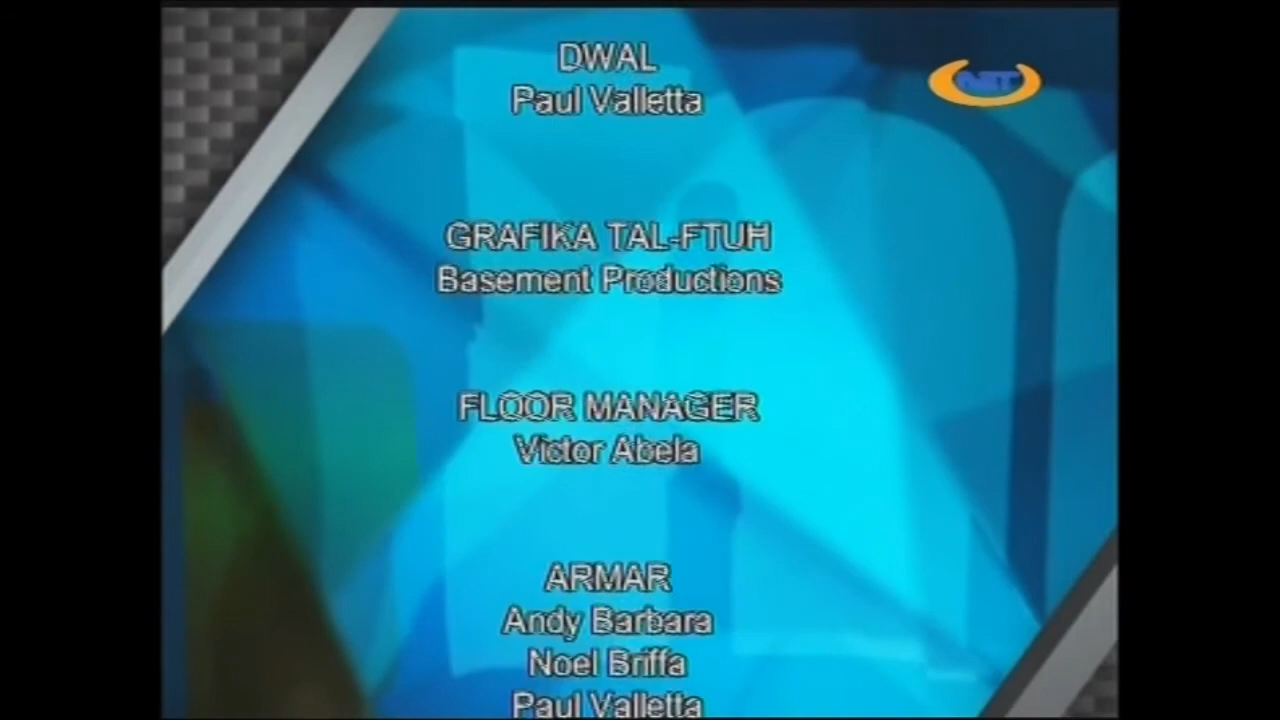 DWAL
Paul Valletta
NET
GRAFIKA TAL-FTUH
Basement Productions
FLOOR MANAGER
Victor Abela
ARMAR
Andy Barbara
Noel Briffa
Paul Valletta